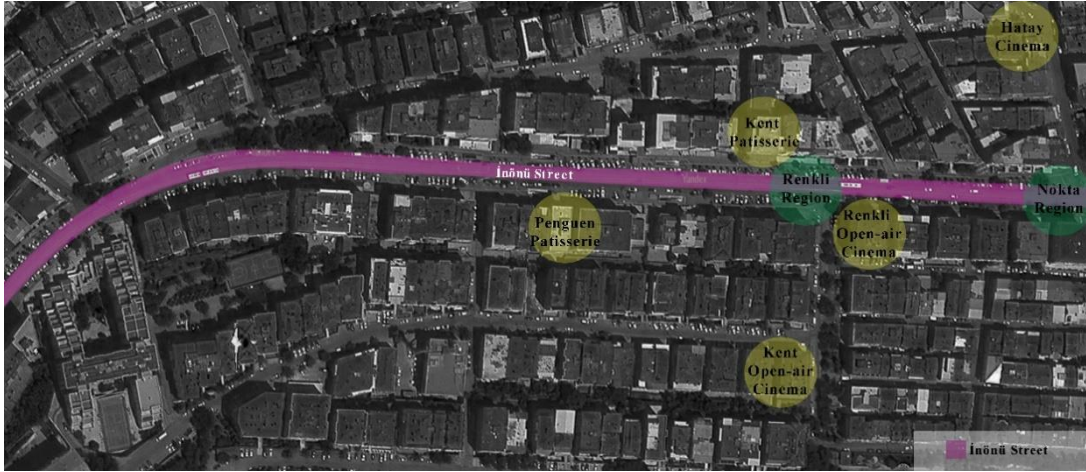 Hatay
Cinema
Kent
Patisserie
İnönü Street
Renkli
Region
Nokta
Region
Penguen
Patisserie
Renkli
Open-air
Cinema
Kent
Open-air
Cinema
İnönü Street